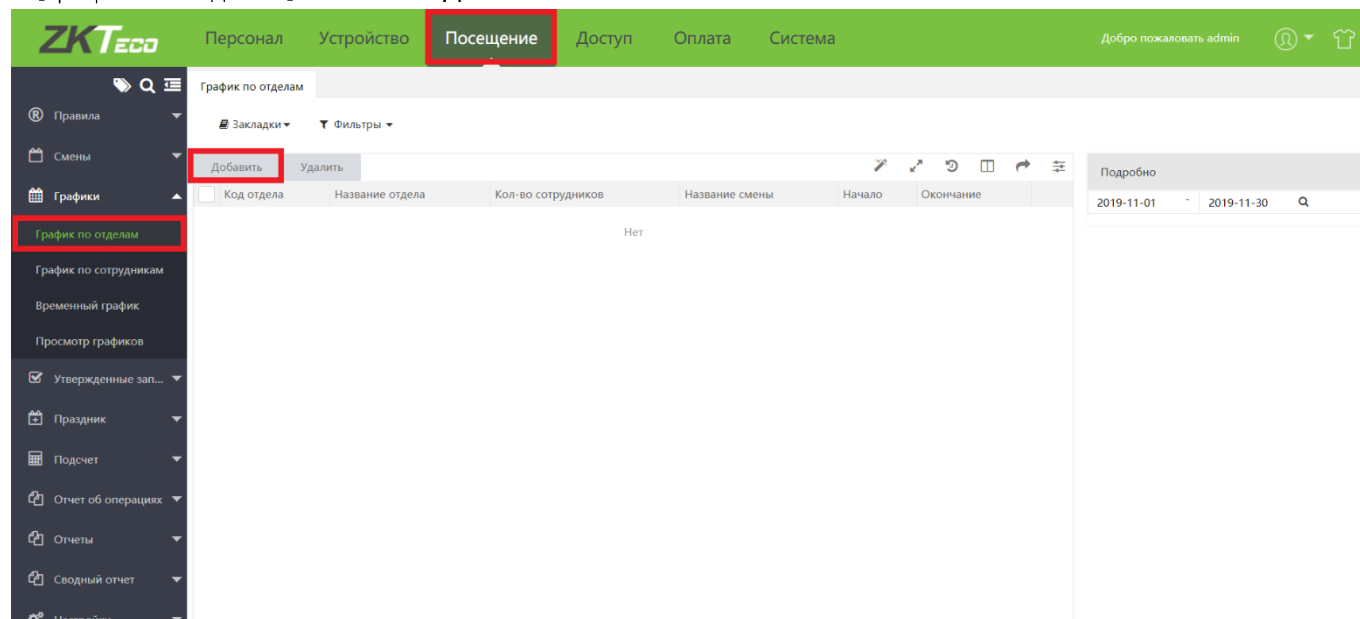 ZKTECO Персонал Устройство Посещение Доступ Оплата Система Добро пожаловать admin
График по отделам
Правила
Закладки Фильтры
Смены
Добавить Удалить
Подробно
Графики
Код отдела Название отдела Кол-во сотрудников Название смены Начало Окончание
2019-11-01 - 2019-11-30
График по отделам
Нет
График по сотрудникам
Временный график
Просмотр графиков
Утвержденные зап...
Праздник
Подсчет
Отчет об операциях
Отчеты
Сводный отчет